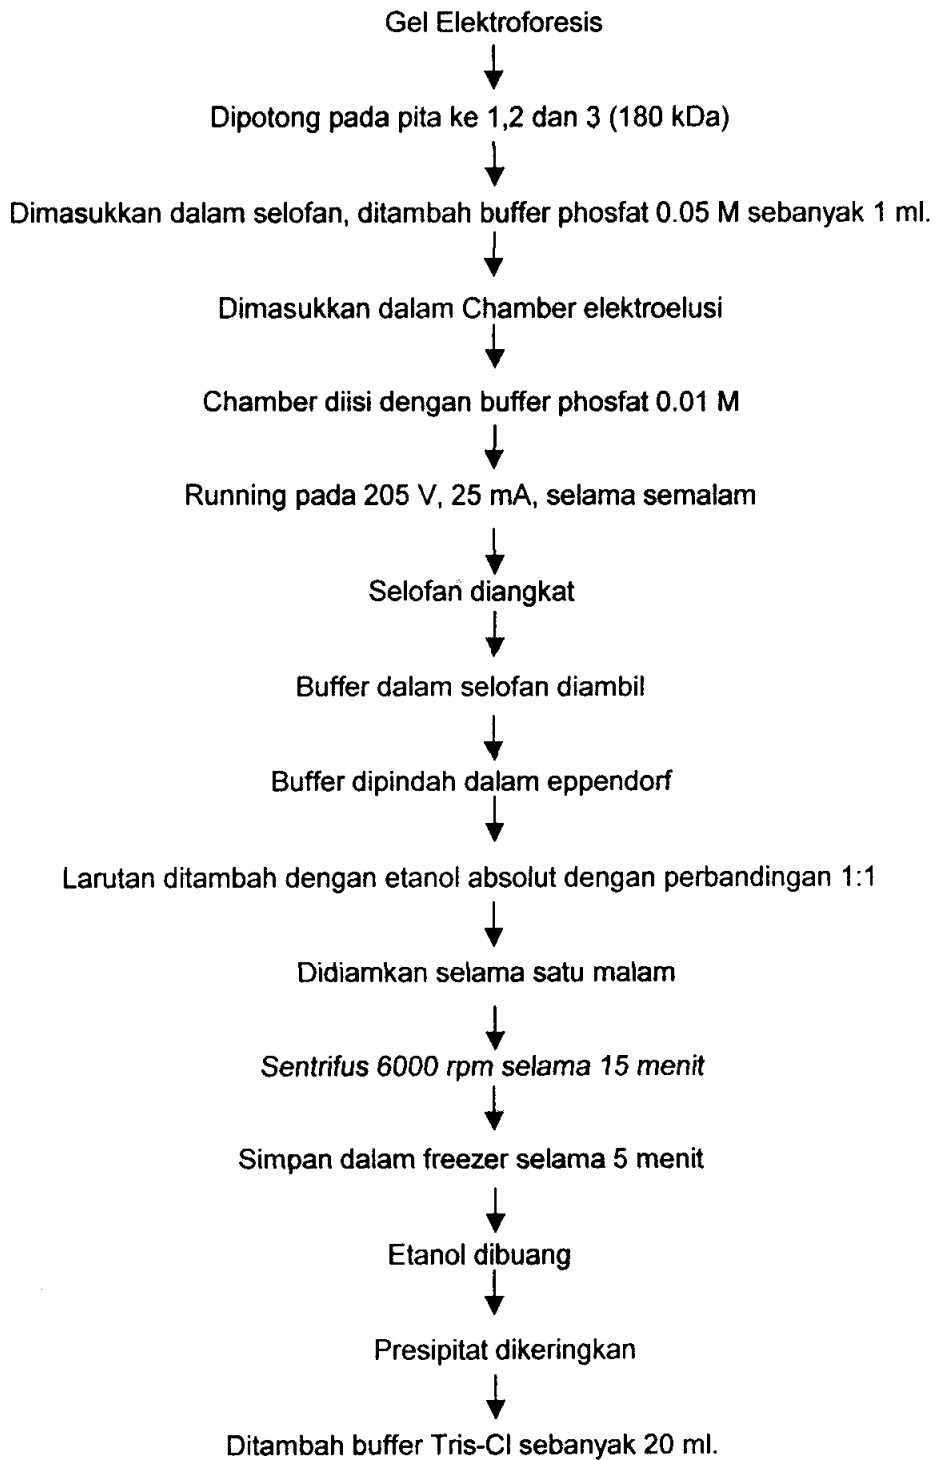 Gel Elektroforesis
Dipotong pada pita ke 1,2 dan 3 (180 kDa)
Dimasukkan dalam selofan, ditambah buffer phosfat 0.05 M sebanyak 1 ml.
Dimasukkan dalam Chamber elektroelusi
Chamber diisi dengan buffer phosfat 0.01 M
Running pada 205 V, 25 mA, selama semalam
Selofan diangkat
Buffer dalam selofan diambil
Buffer dipindah dalam eppendorf
Larutan ditambah dengan etanol absolut dengan perbandingan 1:1
Didiamkan selama satu malam
Sentrifus 6000 rpm selama 15 menit
Simpan dalam freezer selama 5 menit
Etanol dibuang
Presipitat dikeringkan
Ditambah buffer Tris-Cl sebanyak 20 ml.